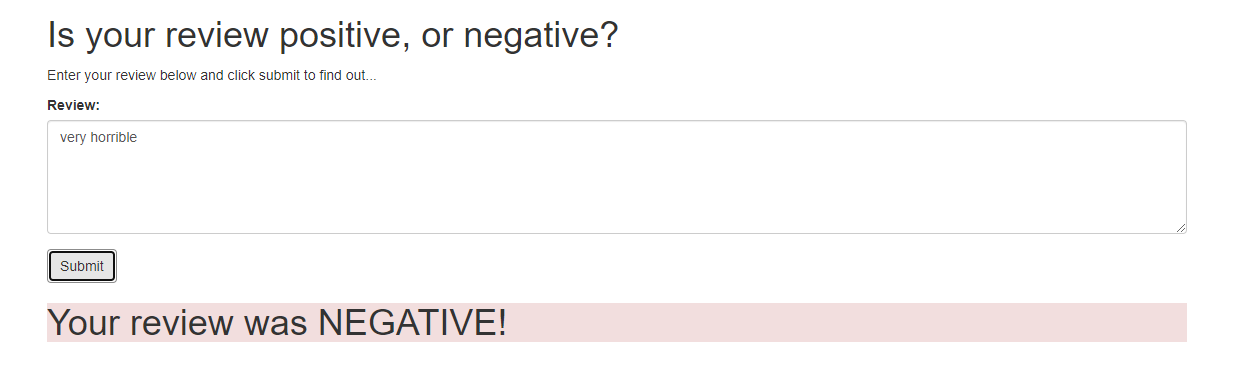 Is your review positive, or negative?
Enter your review below and click submit to find out...
Review:
very horrible
Submit
Your review was NEGATIVE!